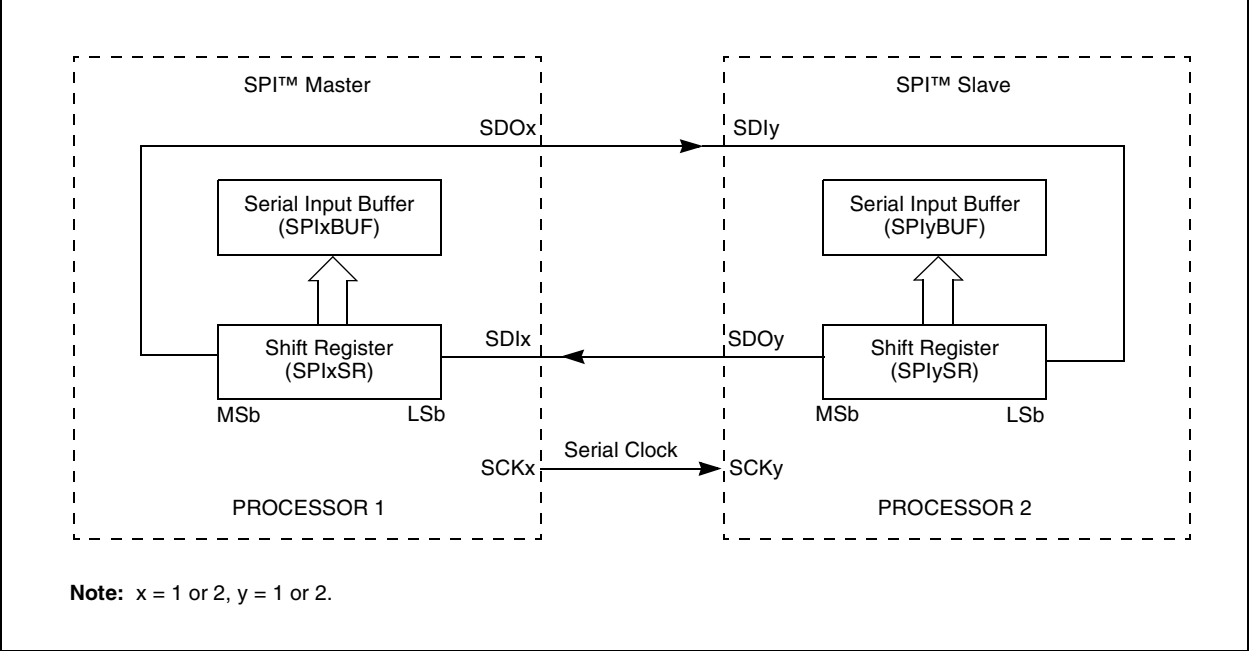 SPI™ Master
SPI™ Slave
SDOx
SDIy
Serial Input Buffer
(SPIxBUF)
Serial Input Buffer
(SPIyBUF)
SDIx
SDOy
Shift Register
(SPIxSR)
Shift Register
(SPIySR)
MSb
LSb
MSb
LSb
Serial Clock
SCKx
SCKy
PROCESSOR 1
PROCESSOR 2
Note: x = 1 or 2, y = 1 or 2.